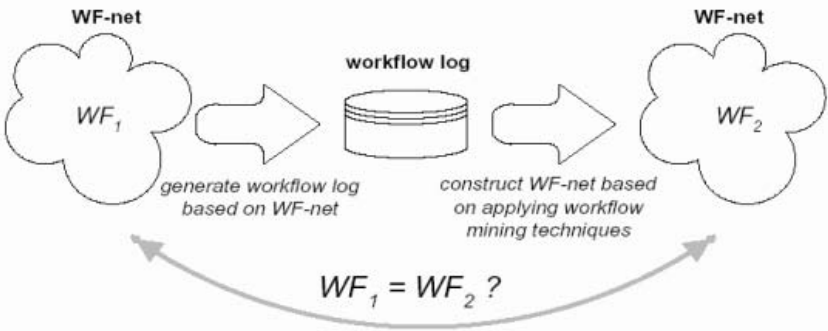 WF-net
WF-net
workflow log
WF₁
WF₂
generate workflow log
based on WF-net
construct WF-net based
on applying workflow
mining techniques
WF₁ = WF₂ ?